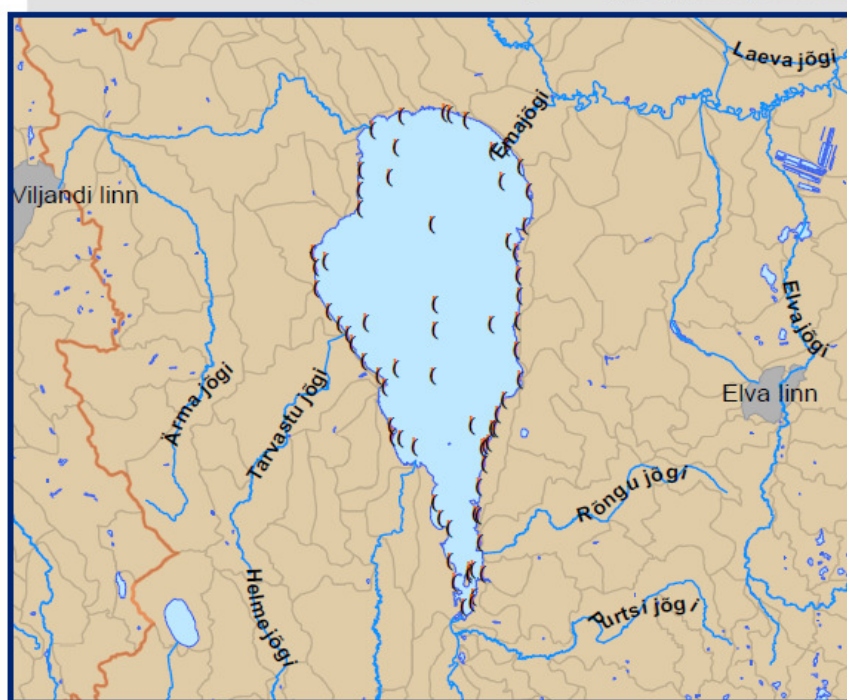 Laeva jõgi
Emajõgi
Viljandi linn
Elva jõgi
Ärma jõgi
Tarvastu jõgi
Elva linn
Rõngu jõgi
Helme jõgi
Purtsi jõgi